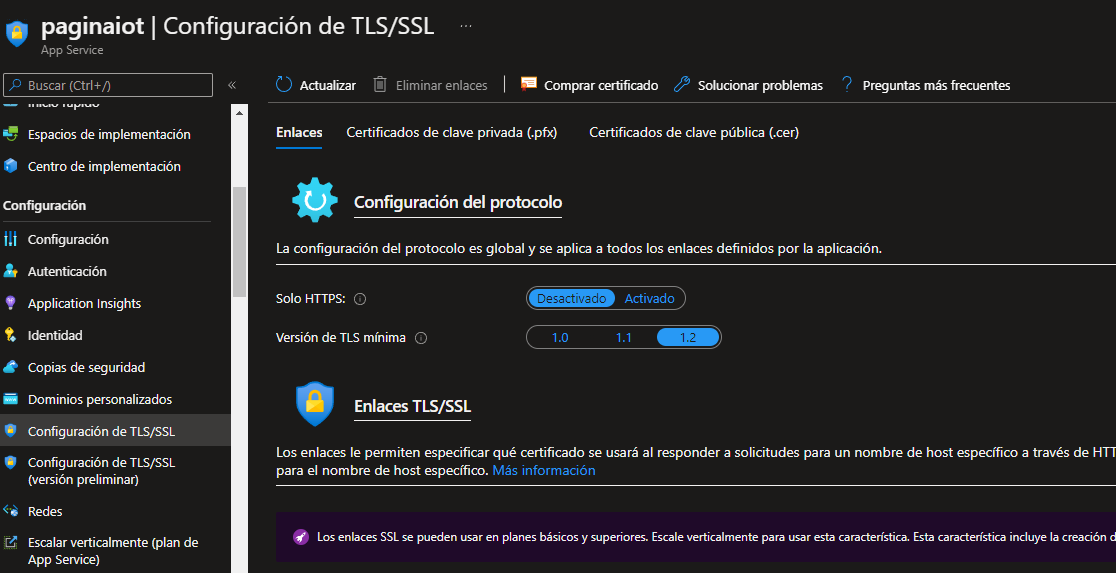 paginaiot | Configuración de TLS/SSL ...
App Service
Buscar (Ctrl+/)
«
Actualizar
Eliminar enlaces
Comprar certificado
Solucionar problemas
Preguntas más frecuentes
Inicio rápido
Espacios de implementación
Centro de implementación
Configuración
Configuración
Autenticación
Application Insights
Identidad
Copias de seguridad
Dominios personalizados
Configuración de TLS/SSL
Configuración de TLS/SSL
(versión preliminar)
Redes
Escalar verticalmente (plan de
App Service)
Enlaces
Certificados de clave privada (.pfx)
Certificados de clave pública (.cer)
Configuración del protocolo
La configuración del protocolo es global y se aplica a todos los enlaces definidos por la aplicación.
Solo HTTPS:
Desactivado
Activado
Versión de TLS mínima
1.0
1.1
1.2
Enlaces TLS/SSL
Los enlaces le permiten especificar qué certificado se usará al responder a solicitudes para un nombre de host específico a través de HTT
para el nombre de host específico. Más información
Los enlaces SSL se pueden usar en planes básicos y superiores. Escale verticalmente para usar esta característica. Esta característica incluye la creación d